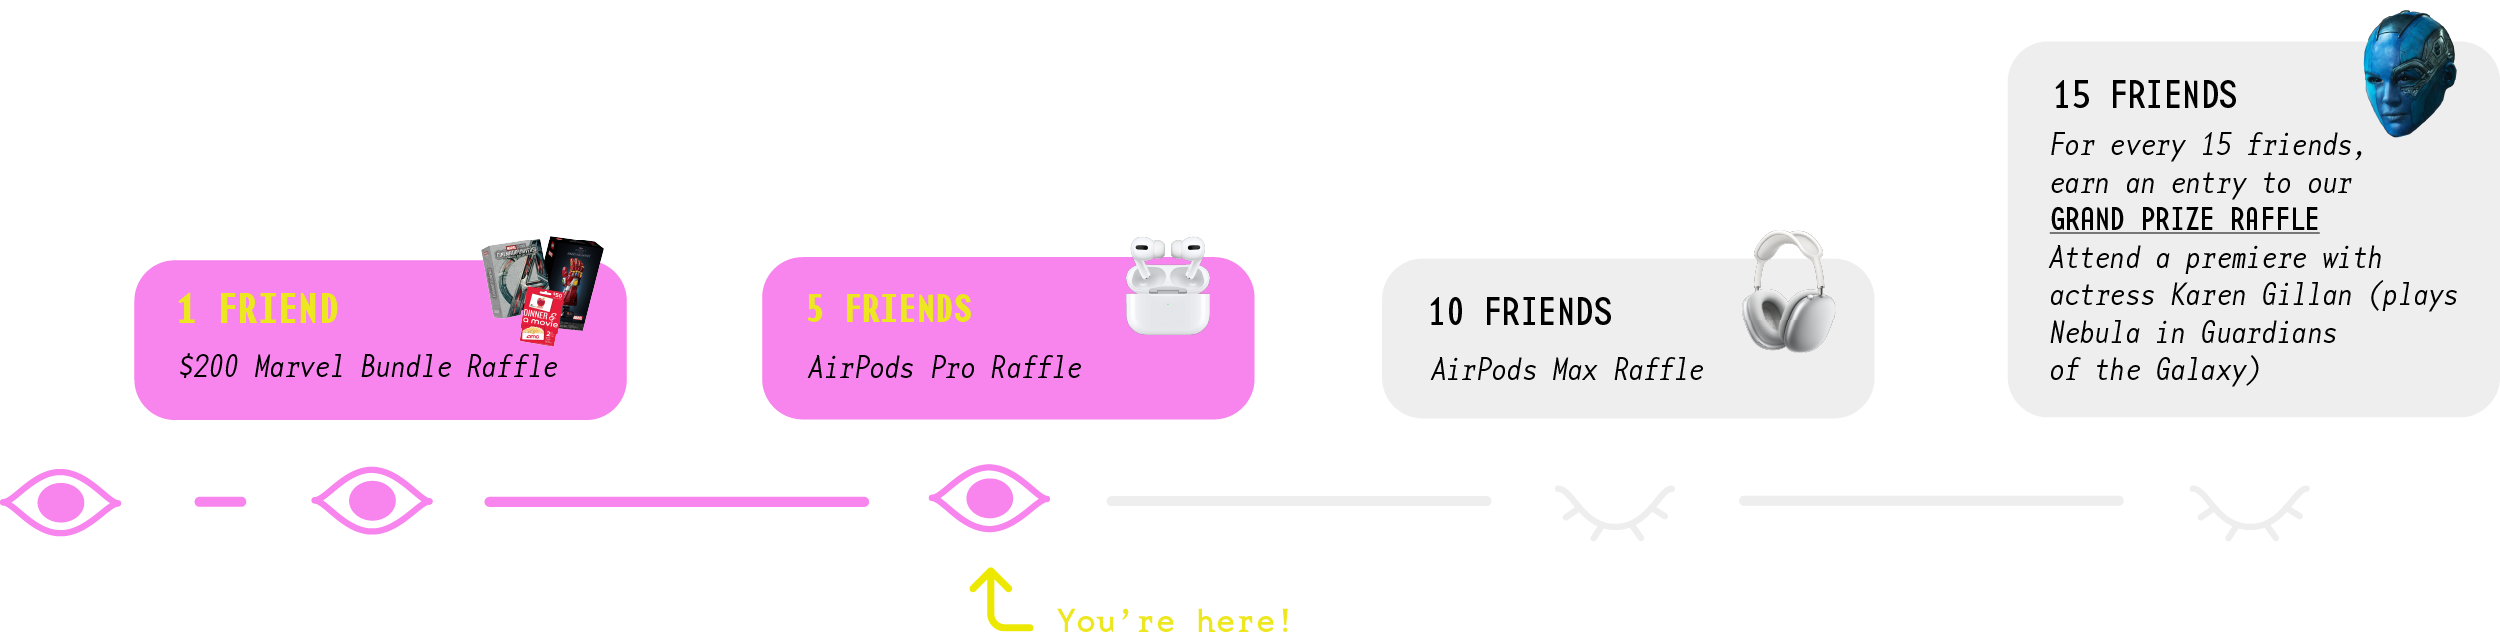 1 FRIEND
$200 Marvel Bundle Raffle
DINNER &
a movie
5 FRIENDS
AirPods Pro Raffle
10 FRIENDS
AirPods Max Raffle
15 FRIENDS
For every 15 friends,
earn an entry to our
GRAND PRIZE RAFFLE
Attend a premiere with
actress Karen Gillan (plays
Nebula in Guardians
of the Galaxy)
You're here!